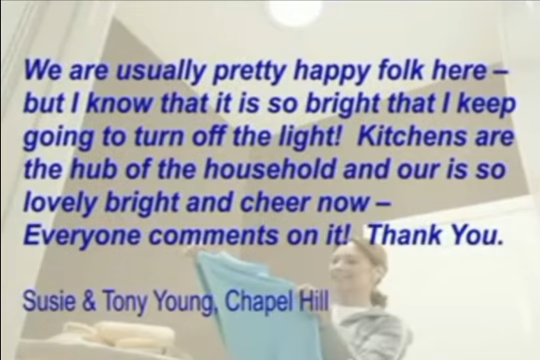 We are usually pretty happy folk here –
but I know that it is so bright that I keep
going to turn off the light!  Kitchens are
the hub of the household and our is so
lovely bright and cheer now –
Everyone comments on it!  Thank You.
Susie & Tony Young, Chapel Hill